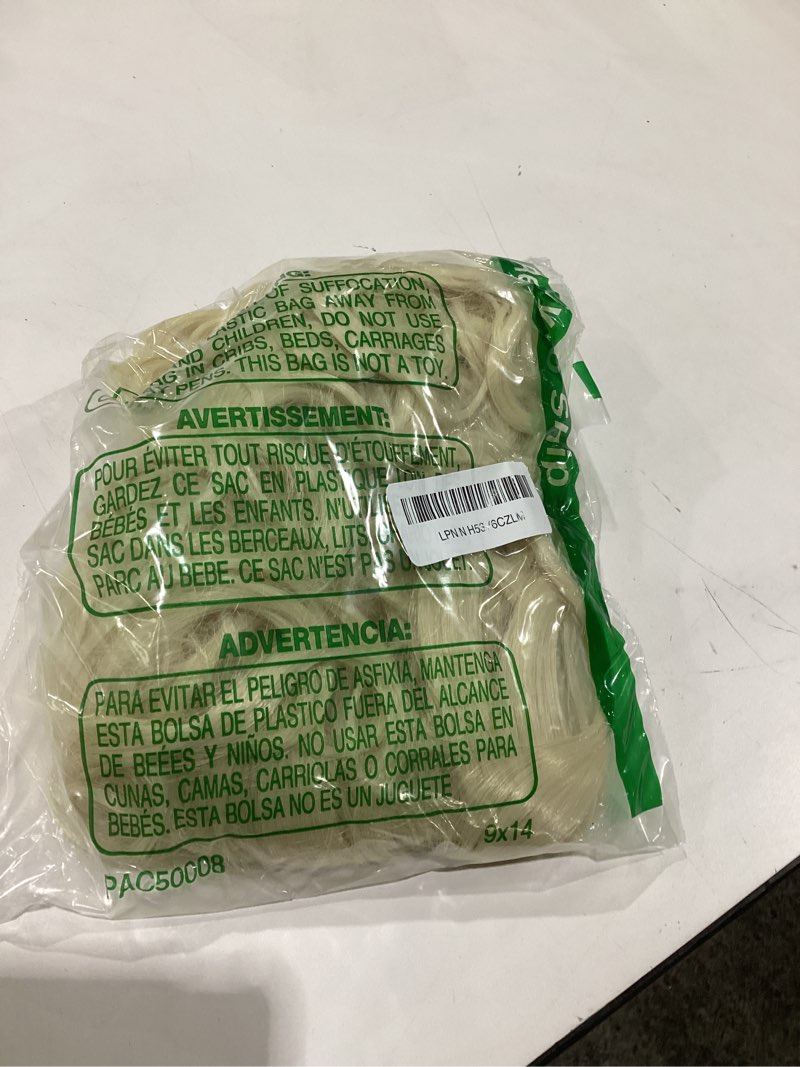 OF SUFFOCATION,
BAG AWAY FROM
CHILDREN, DO NOT USE
IN CRIBS, BEDS, CARRIAGES
THIS BAG IS NOT A TOY.
AVERTISSEMENT:
POUR ÉVITER TOUT RISQUE D'ÉTOUFFEMENT,
GARDEZ CE SAC EN PLASTIQUE
BÉBÉS ET LES ENFANTS.
SAC DANS LES BERCEAUX, LITS,
PARC AU BEBE. CE SAC N'EST PAS
ADVERTENCIA:
PARA EVITAR EL PELIGRO DE ASFIXIA, MANTENGA
ESTA BOLSA DE PLASTICO FUERA DEL ALCANCE
DE BEÉES Y NIÑOS. NO USAR ESTA BOLSA EN
CUNAS, CAMAS, CARRIOLAS O CORRALES PARA
BEBÉS. ESTA BOLSA NO ES UN JUGUETE
9x14
PAC50008
ship